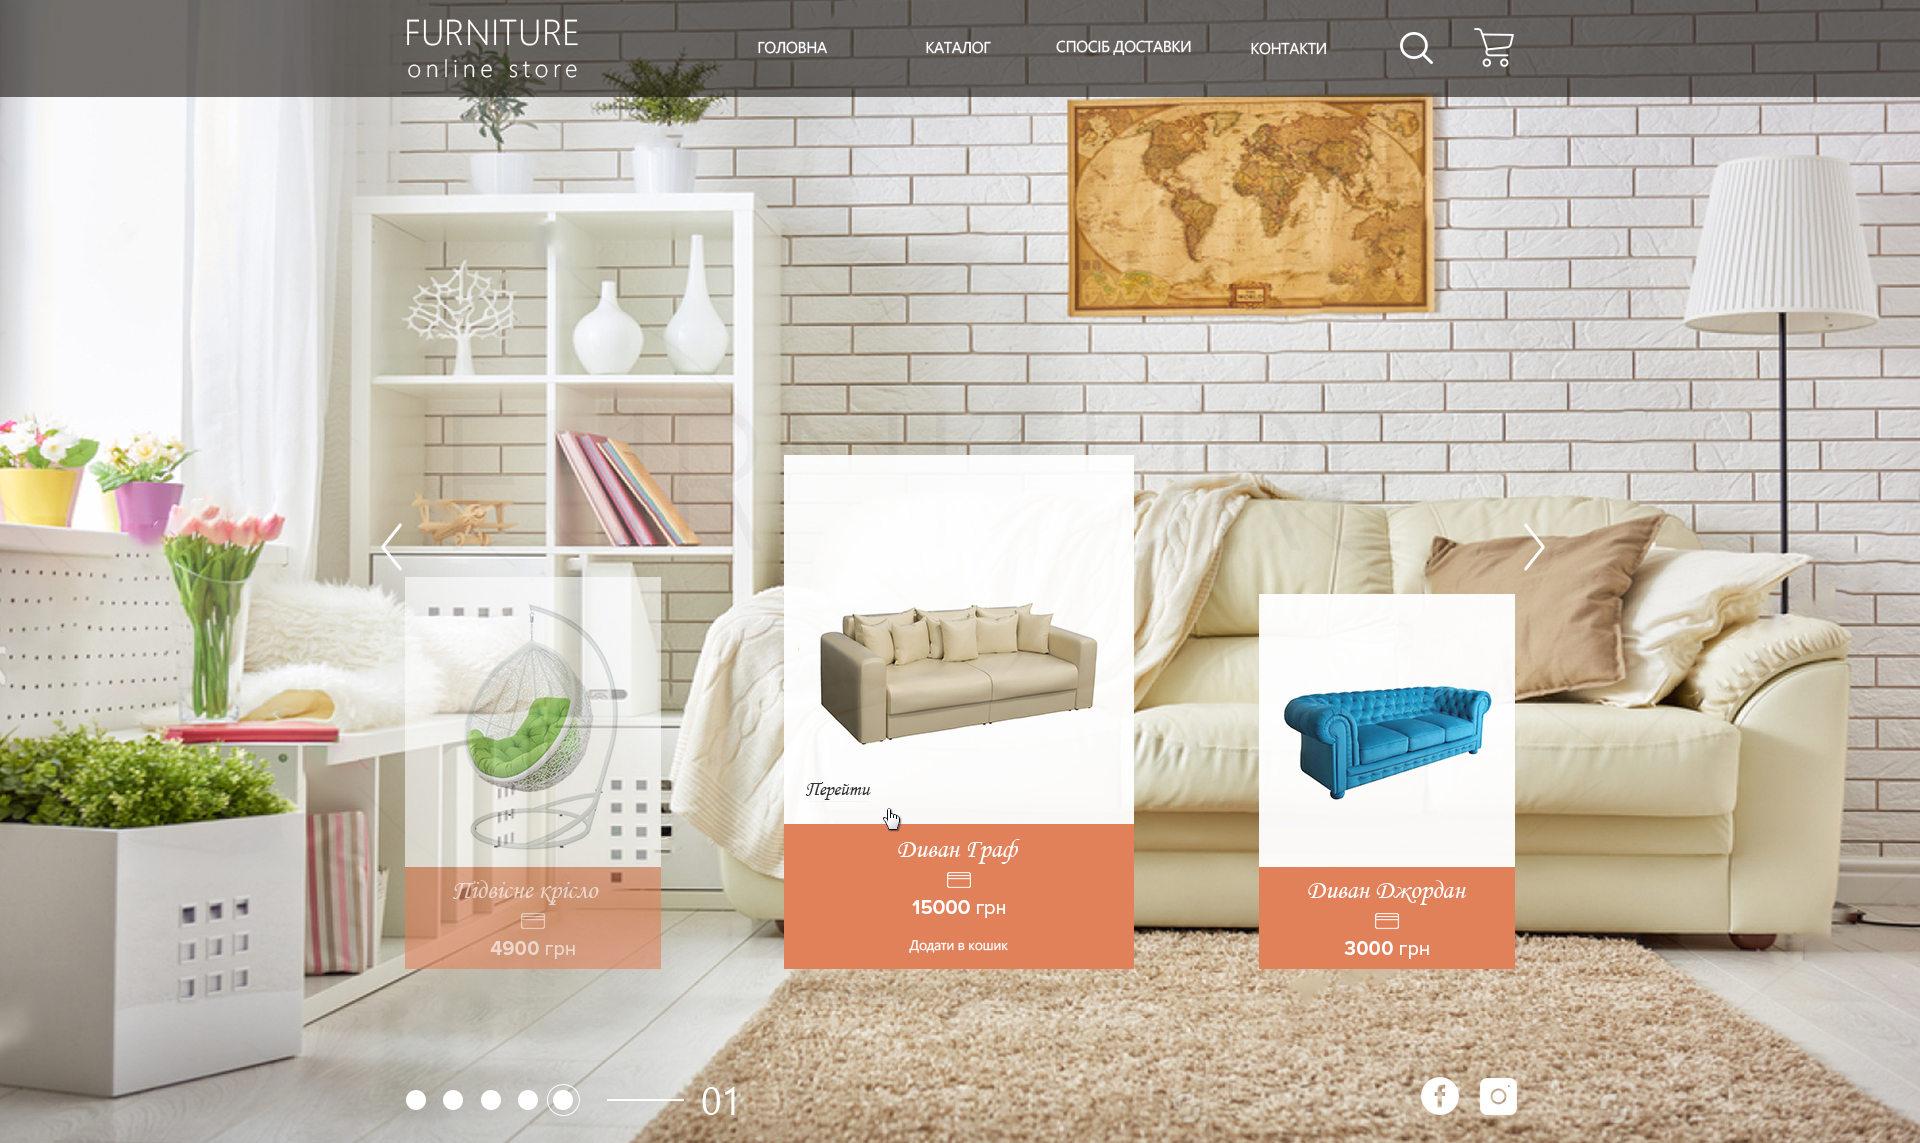 FURNITURE
online store
ГОЛОВНА
КАТАЛОГ
СПОСІБ ДОСТАВКИ
КОНТАКТИ
Перейти
Підвісне крісло
4900 грн
Диван Граф
15000 грн
Додати в кошик
Диван Джордан
3000 грн
01